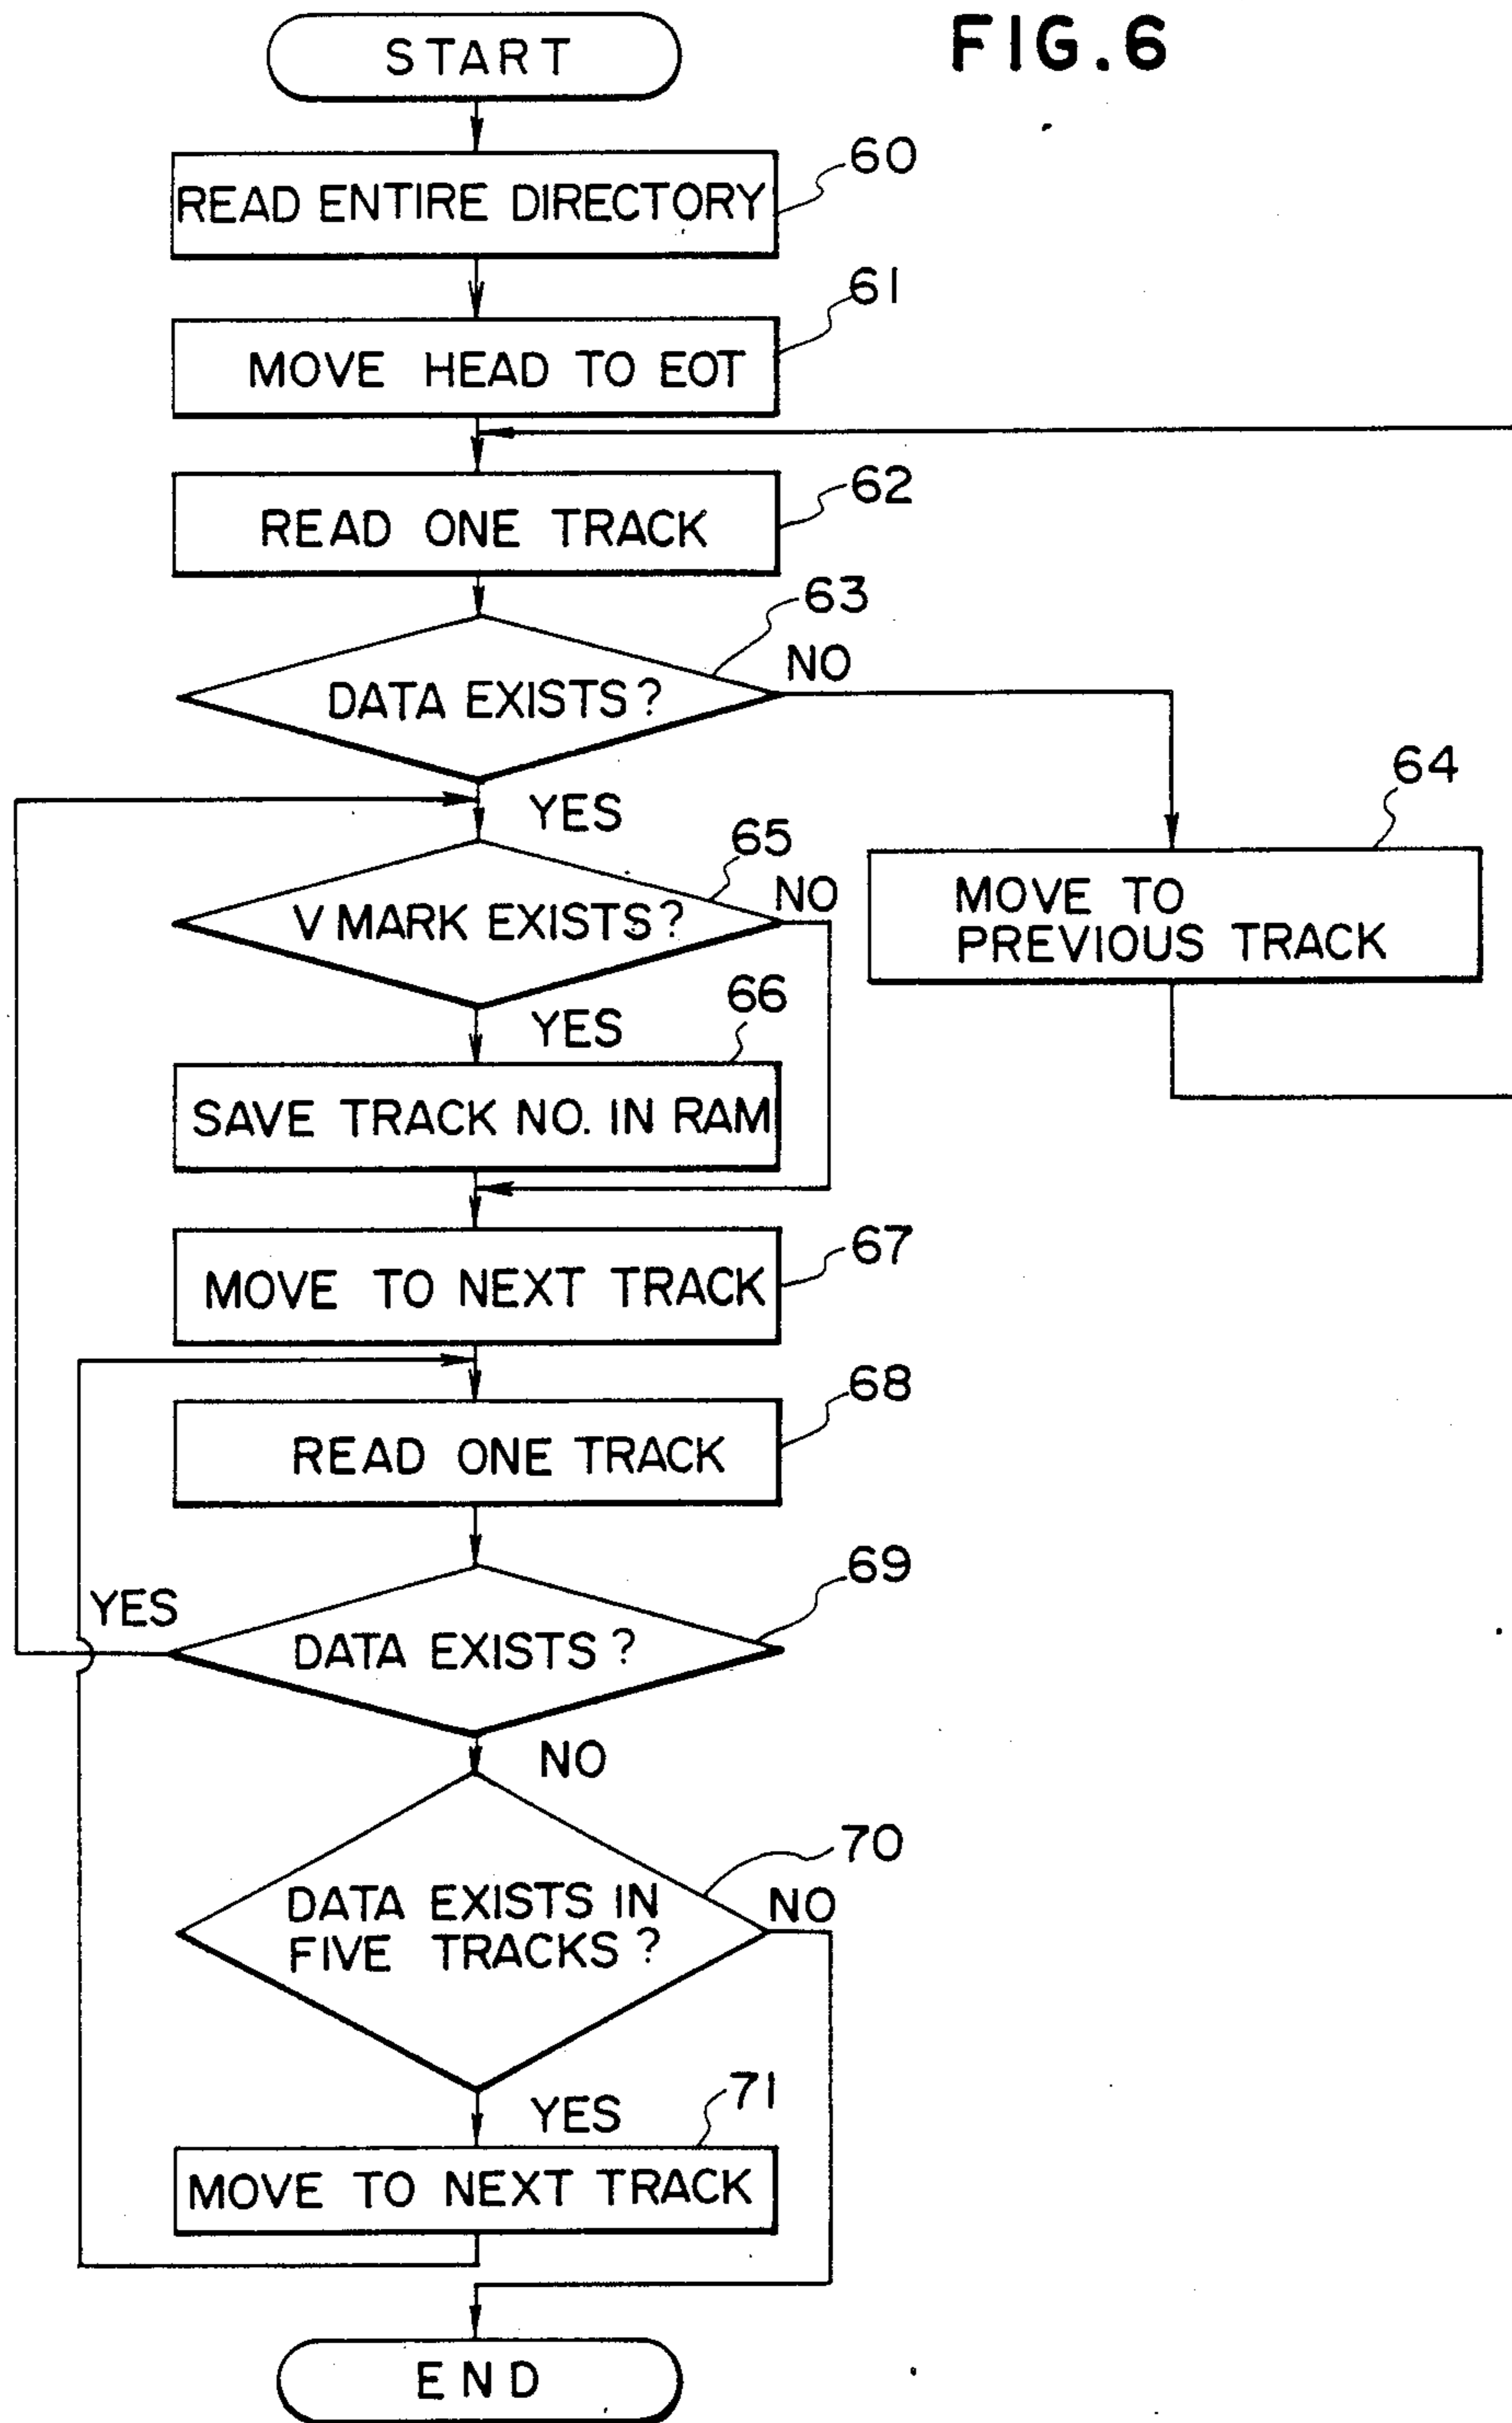 FIG.6
START
60
READ ENTIRE DIRECTORY
61
MOVE HEAD TO EOT
62
READ ONE TRACK
63
DATA EXISTS?
NO
YES
64
MOVE TO
PREVIOUS TRACK
65
V MARK EXISTS?
NO
YES
66
SAVE TRACK NO. IN RAM
67
MOVE TO NEXT TRACK
68
READ ONE TRACK
69
YES
DATA EXISTS?
NO
70
DATA EXISTS IN
FIVE TRACKS?
NO
YES
71
MOVE TO NEXT TRACK
END